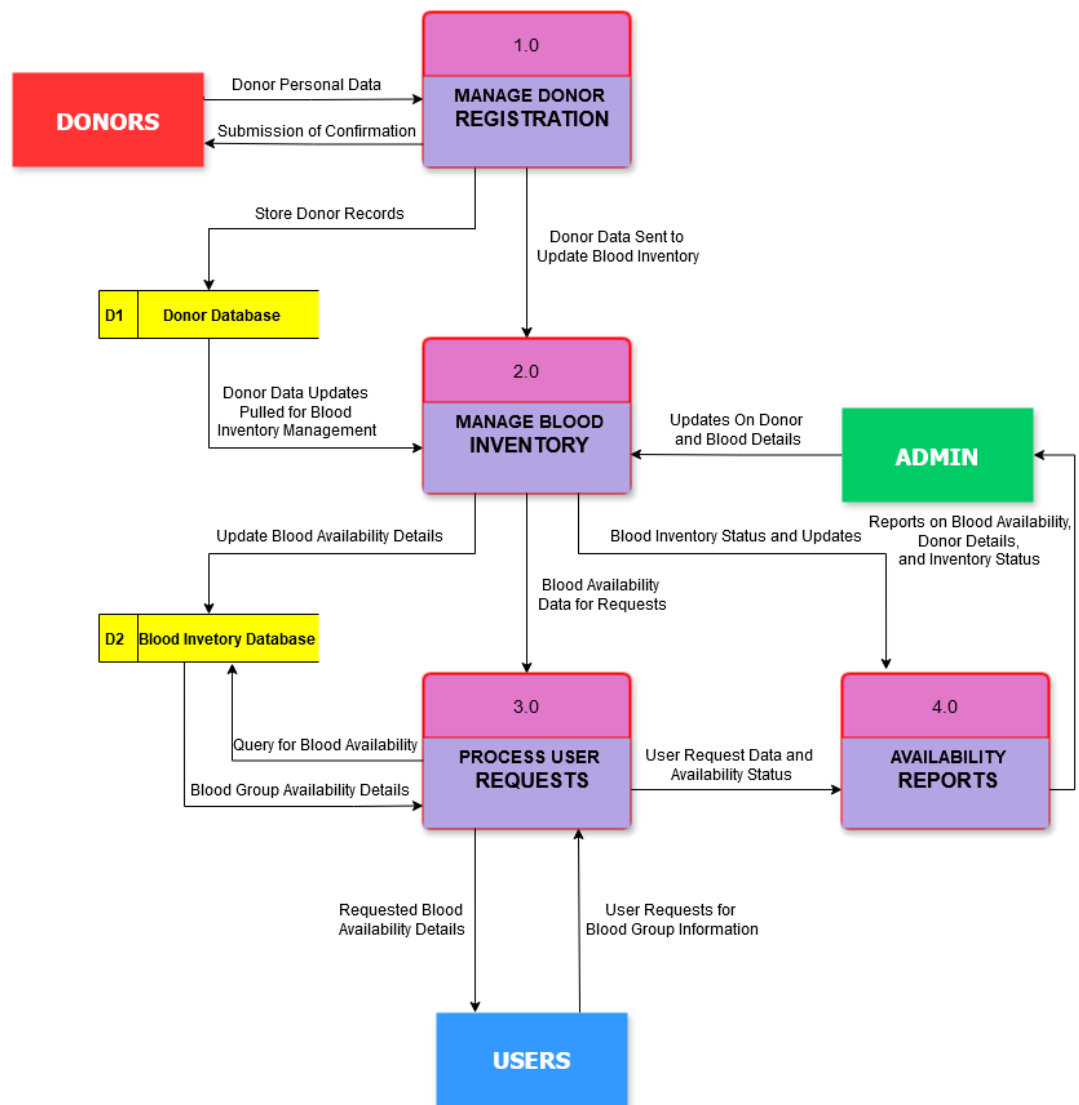 1.0
MANAGE DONOR
REGISTRATION
DONORS
Donor Personal Data
Submission of Confirmation
Store Donor Records
Donor Data Sent to
Update Blood Inventory
D1 Donor Database
2.0
MANAGE BLOOD
INVENTORY
Donor Data Updates
Pulled for Blood
Inventory Management
Updates On Donor
and Blood Details
ADMIN
Update Blood Availability Details
Blood Inventory Status and Updates
Reports on Blood Availability,
Donor Details,
and Inventory Status
Blood Availability
Data for Requests
D2 Blood Invetory Database
3.0
PROCESS USER
REQUESTS
4.0
AVAILABILITY
REPORTS
Query for Blood Availability
Blood Group Availability Details
User Request Data and
Availability Status
Requested Blood
Availability Details
User Requests for
Blood Group Information
USERS